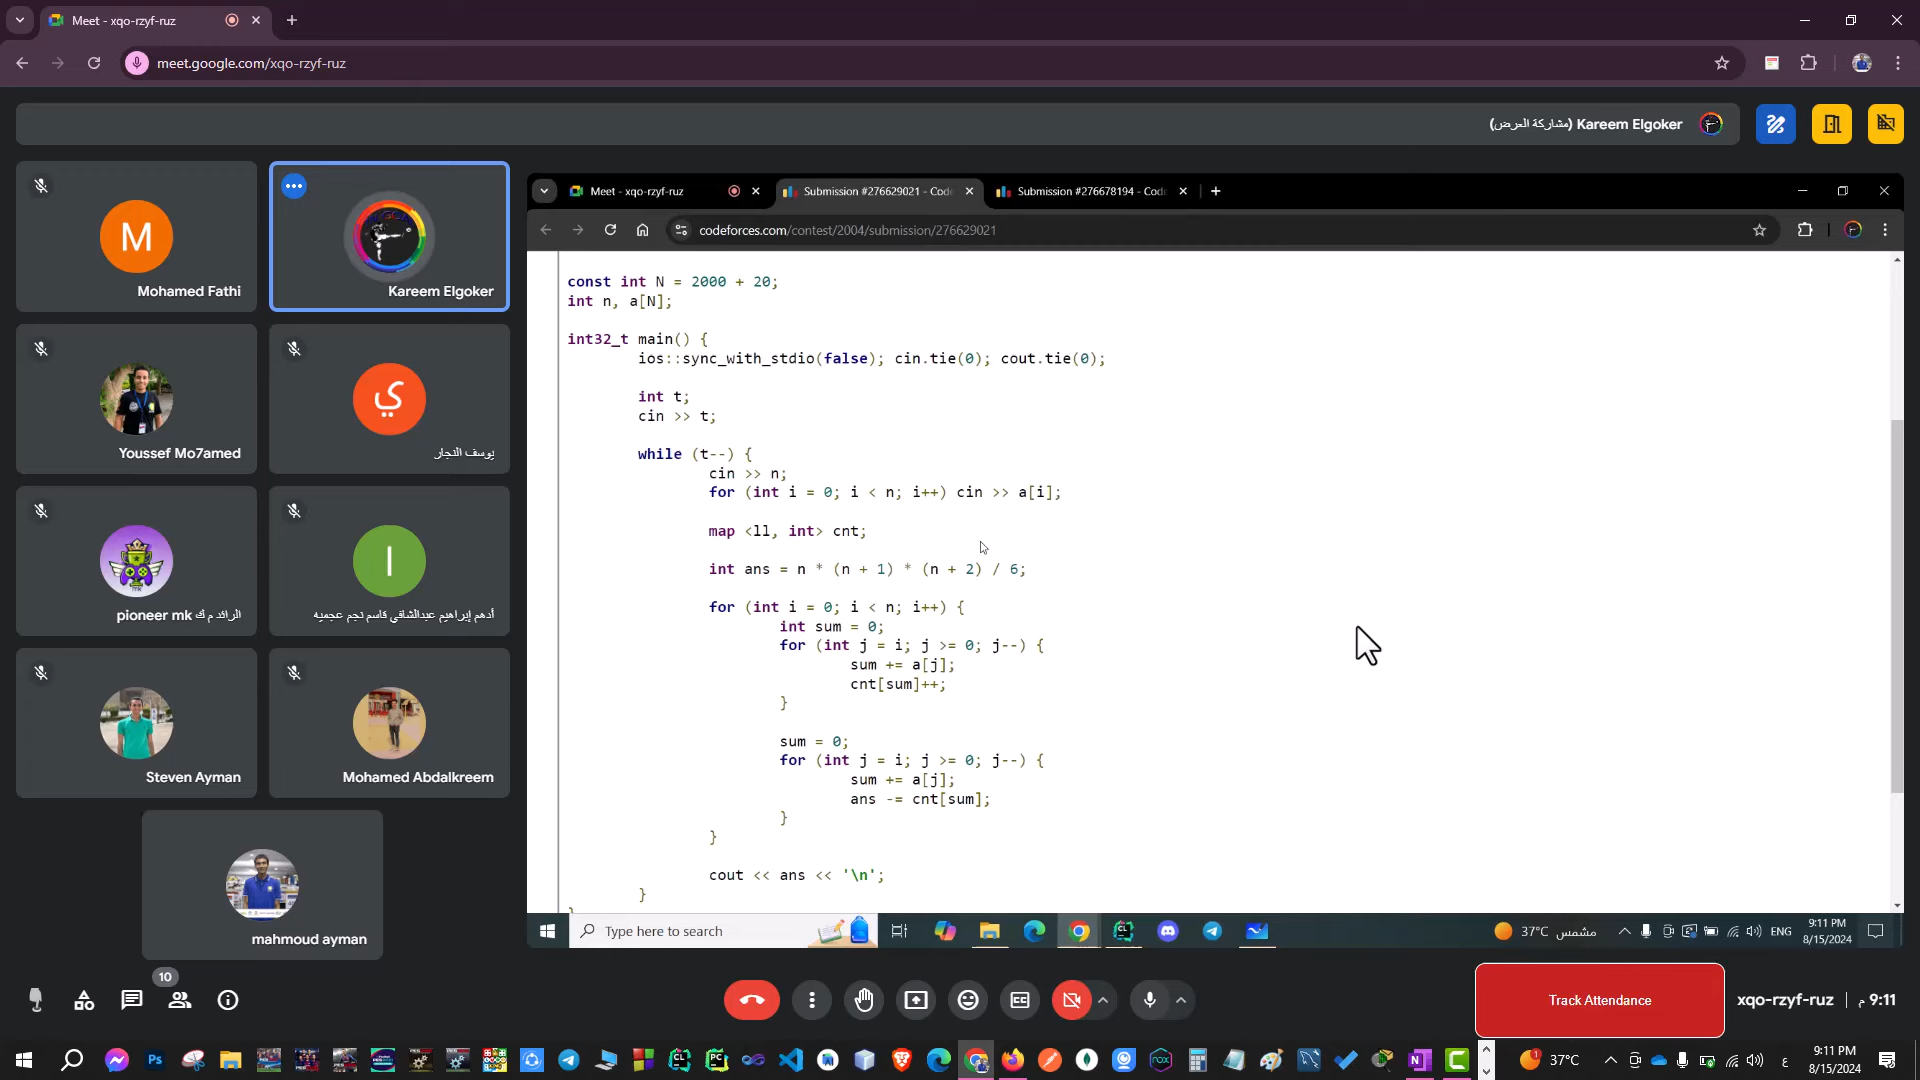 Meet - xqo-rzyf-ruz
meet.google.com/xqo-rzyf-ruz
Kareem Elgoker (مشاركة العرض)
M
Mohamed Fathi
Kareem Elgoker
Youssef Mo7amed
ي
يوسف النجار
pioneer mk الرائد م ك
ا
أدهم إبراهيم عبدالشافي قاسم نجم عجميه
Steven Ayman
Mohamed Abdalkreem
mahmoud ayman
Meet - xqo-rzyf-ruz
Submission #276629021 - Code
Submission #276678194 - Code
codeforces.com/contest/2004/submission/276629021
const int N = 2000 + 20;
int n, a[N];
int32_t main() {
ios::sync_with_stdio(false); cin.tie(0); cout.tie(0);
int t;
cin >> t;
while (t--) {
cin >> n;
for (int i = 0; i < n; i++) cin >> a[i];
map <ll, int> cnt;
int ans = n * (n + 1) * (n + 2) / 6;
for (int i = 0; i < n; i++) {
int sum = 0;
for (int j = i; j >= 0; j--) {
sum += a[j];
cnt[sum]++;
}
sum = 0;
for (int j = i; j >= 0; j--) {
sum += a[j];
ans -= cnt[sum];
}
}
cout << ans << '\n';
}
Type here to search
37°C مشمس
ENG
9:11 PM
8/15/2024
10
Track Attendance
xqo-rzyf-ruz
9:11 م
37°C
ع
9:11 PM
8/15/2024